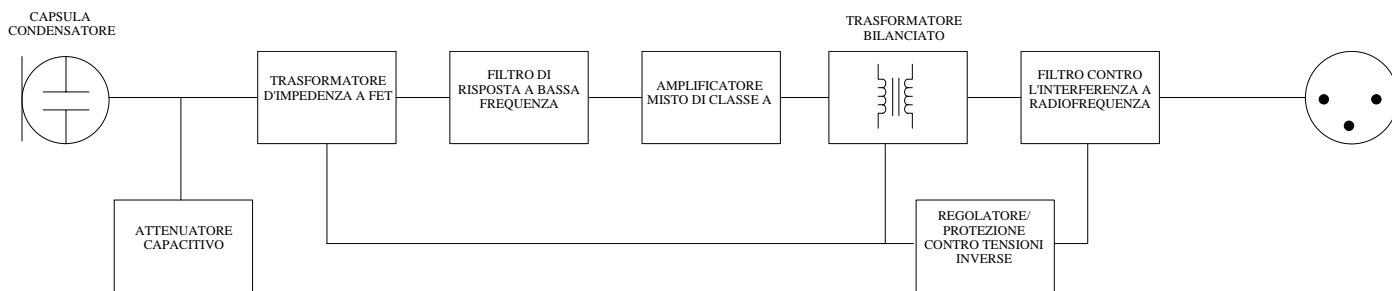 CAPSULA
CONDENSATORE
TRASFORMATORE
D'IMPEDENZA A FET
FILTRO DI
RISPOSTA A BASSA
FREQUENZA
AMPLIFICATORE
MISTO DI CLASSE A
TRASFORMATORE
BILANCIATO
FILTRO CONTRO
L'INTERFERENZA A
RADIOFREQUENZA
ATTENUATORE
CAPACITIVO
REGOLATORE/
PROTEZIONE
CONTRO TENSIONI
INVERSE